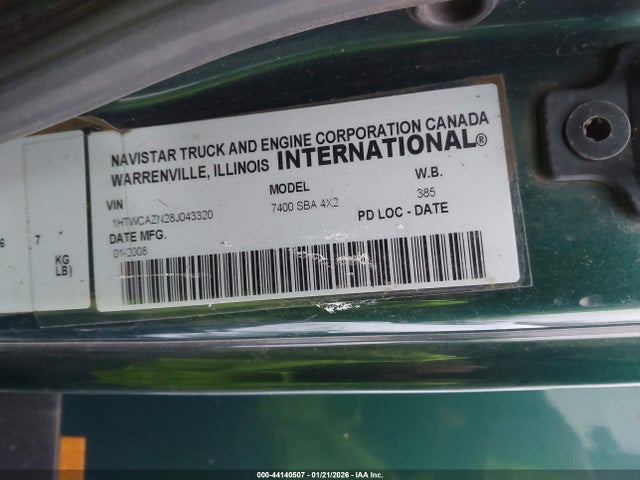 NAVISTAR TRUCK AND ENGINE CORPORATION CANADA
WARRENVILLE, ILLINOIS INTERNATIONAL®
VIN MODEL W.B.
1HTWCAZN28J043320 7400 SBA 4X2 385
DATE MFG. PD LOC - DATE
01-2008
6 7 KG
LB)
000-44140507 - 01/21/2026 - IAA Inc.